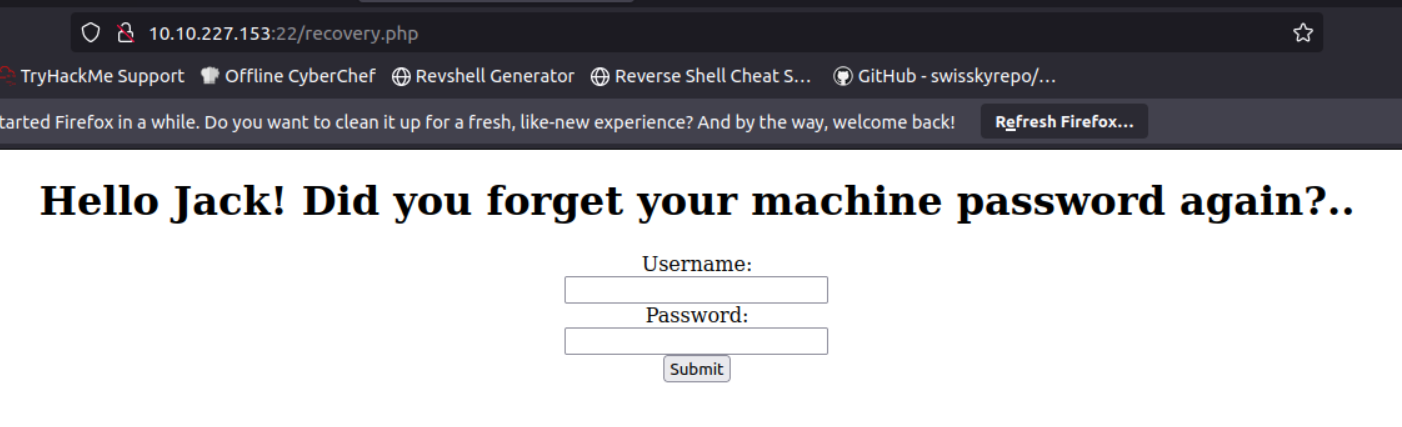 10.10.227.153:22/recovery.php
TryHackMe Support Offline CyberChef Revshell Generator Reverse Shell Cheat S... GitHub - swisskyrepo/...
tarted Firefox in a while. Do you want to clean it up for a fresh, like-new experience? And by the way, welcome back! Refresh Firefox...
Hello Jack! Did you forget your machine password again?..
Username:
Password:
Submit